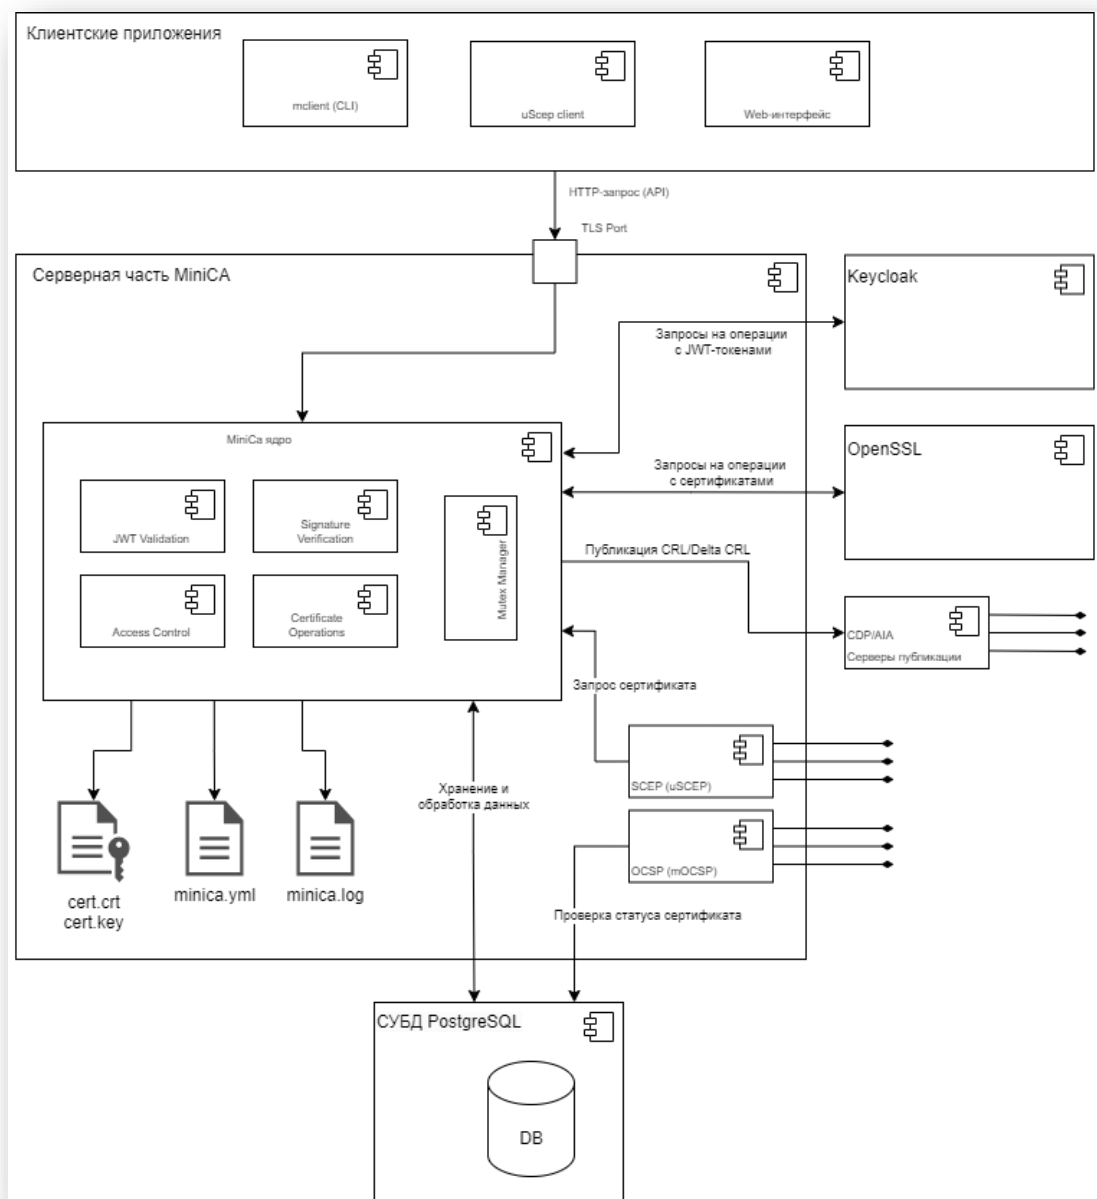 Клиентские приложения
mclient (CLI)
uScep client
Web-интерфейс
HTTP-запрос (API)
TLS Port
Серверная часть MiniCA
Keycloak
Запросы на операции
с JWT-токенами
MiniCa ядро
OpenSSL
Запросы на операции
с сертификатами
JWT Validation
Signature
Verification
Mutex Manager
Публикация CRL/Delta CRL
Access Control
Certificate
Operations
CDP/AIA
Серверы публикации
Запрос сертификата
SCEP (uSCEP)
Хранение и
обработка данных
OCSP (mOCSP)
cert.crt
cert.key
minica.yml
minica.log
Проверка статуса сертификата
СУБД PostgreSQL
DB